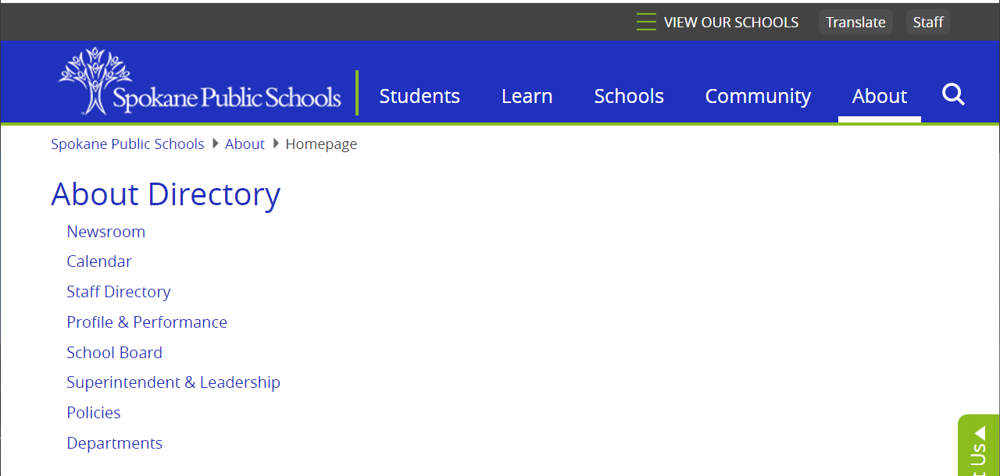 VIEW OUR SCHOOLS Translate Staff
Spokane Public Schools Students Learn Schools Community About
Spokane Public Schools About Homepage
About Directory
Newsroom
Calendar
Staff Directory
Profile & Performance
School Board
Superintendent & Leadership
Policies
Departments
Us